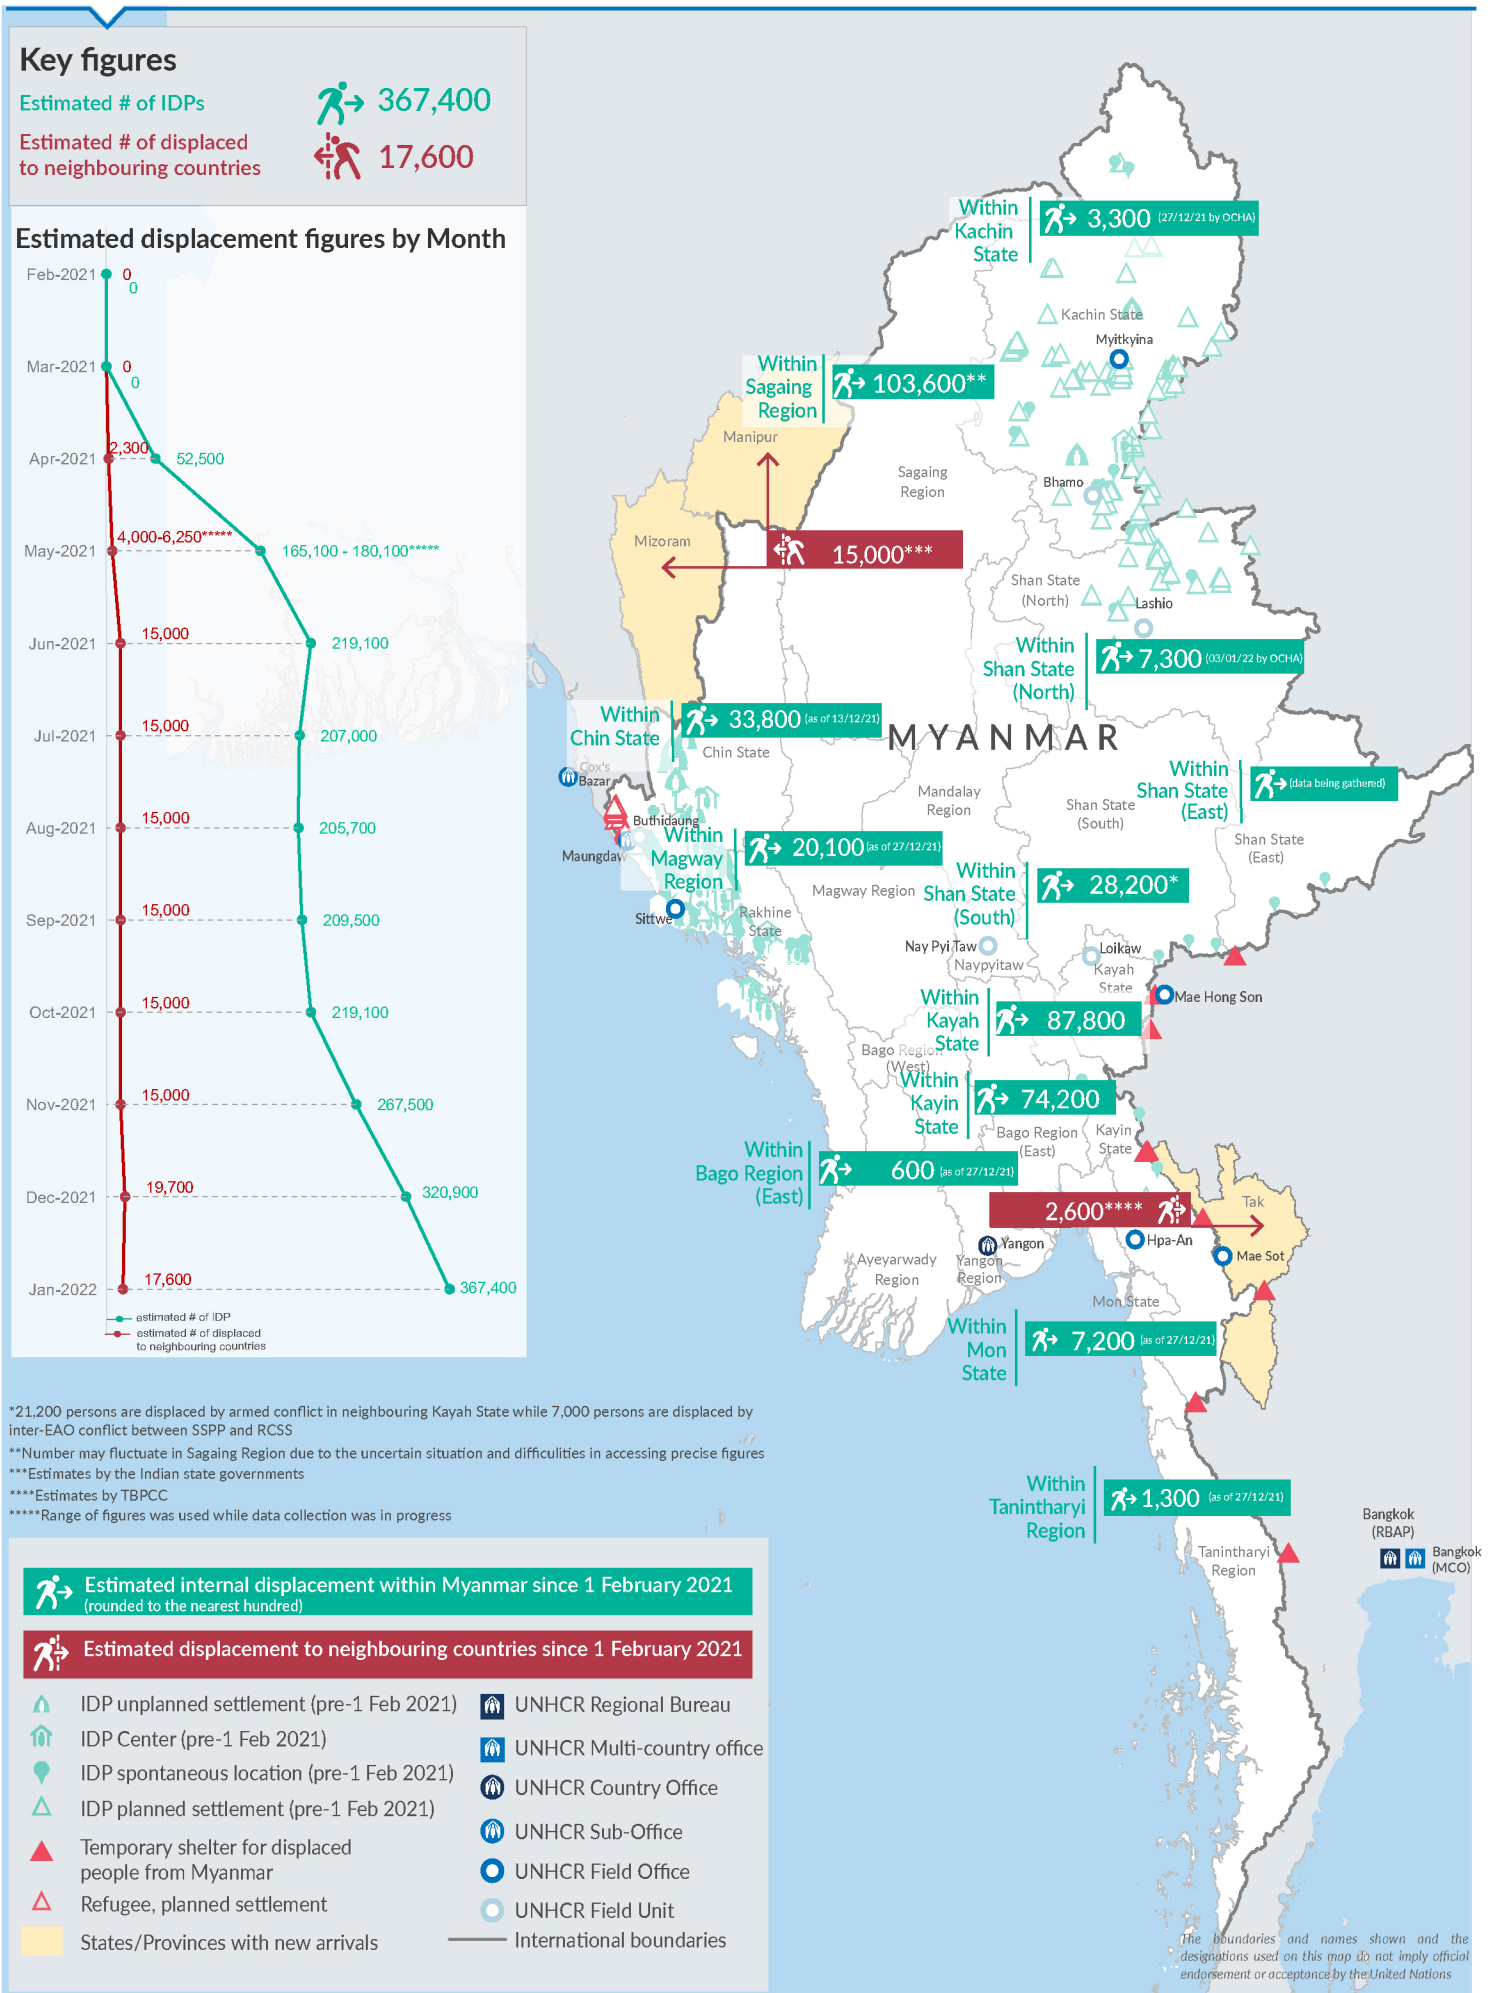 Key figures
Estimated # of IDPs
367,400
Estimated # of displaced
to neighbouring countries
17,600
Estimated displacement figures by Month
Feb-2021
0
0
Mar-2021
0
0
Apr-2021
2,300
52,500
May-2021
4,000-6,250*****
165,100 - 180,100*****
Jun-2021
15,000
219,100
Jul-2021
15,000
207,000
Aug-2021
15,000
205,700
Sep-2021
15,000
209,500
Oct-2021
15,000
219,100
Nov-2021
15,000
267,500
Dec-2021
19,700
320,900
Jan-2022
17,600
367,400
estimated # of IDP
estimated # of displaced
to neighbouring countries
Within
Kachin
State
3,300 (27/12/21 by OCHA)
Kachin State
Myitkyina
Within
Sagaing
Region
103,600**
Manipur
Sagaing
Region
Bhamo
Mizoram
15,000***
Shan State
(North)
Lashio
Within
Shan State
(North)
7,300 (03/01/22 by OCHA)
Within
Chin State
33,800 (as of 13/12/21)
Chin State
MYANMAR
Cox's
Bazar
Within
Shan State
(East)
(data being gathered)
Mandalay
Region
Shan State
(South)
Shan State
(East)
Buthidaung
Maungdaw
Within
Magway
Region
20,100 (as of 27/12/21)
Magway Region
Within
Shan State
(South)
28,200*
Sittwe
Rakhine
State
Nay Pyi Taw
Naypyitaw
Loikaw
Kayah
State
Mae Hong Son
Within
Kayah
State
87,800
Bago Region
(West)
Within
Kayin
State
74,200
Bago Region
(East)
Kayin
State
Within
Bago Region
(East)
600 (as of 27/12/21)
2,600****
Tak
Hpa-An
Mae Sot
Yangon
Yangon
Region
Ayeyarwady
Region
Mon State
Within
Mon
State
7,200 (as of 27/12/21)
Within
Tanintharyi
Region
1,300 (as of 27/12/21)
Tanintharyi
Region
Bangkok
(RBAP)
Bangkok
(MCO)
*21,200 persons are displaced by armed conflict in neighbouring Kayah State while 7,000 persons are displaced by
inter-EAO conflict between SSPP and RCSS
**Number may fluctuate in Sagaing Region due to the uncertain situation and difficulities in accessing precise figures
***Estimates by the Indian state governments
****Estimates by TBPCC
*****Range of figures was used while data collection was in progress
Estimated internal displacement within Myanmar since 1 February 2021
(rounded to the nearest hundred)
Estimated displacement to neighbouring countries since 1 February 2021
IDP unplanned settlement (pre-1 Feb 2021)
IDP Center (pre-1 Feb 2021)
IDP spontaneous location (pre-1 Feb 2021)
IDP planned settlement (pre-1 Feb 2021)
Temporary shelter for displaced
people from Myanmar
Refugee, planned settlement
States/Provinces with new arrivals
UNHCR Regional Bureau
UNHCR Multi-country office
UNHCR Country Office
UNHCR Sub-Office
UNHCR Field Office
UNHCR Field Unit
International boundaries
The boundaries and names shown and the
designations used on this map do not imply official
endorsement or acceptance by the United Nations